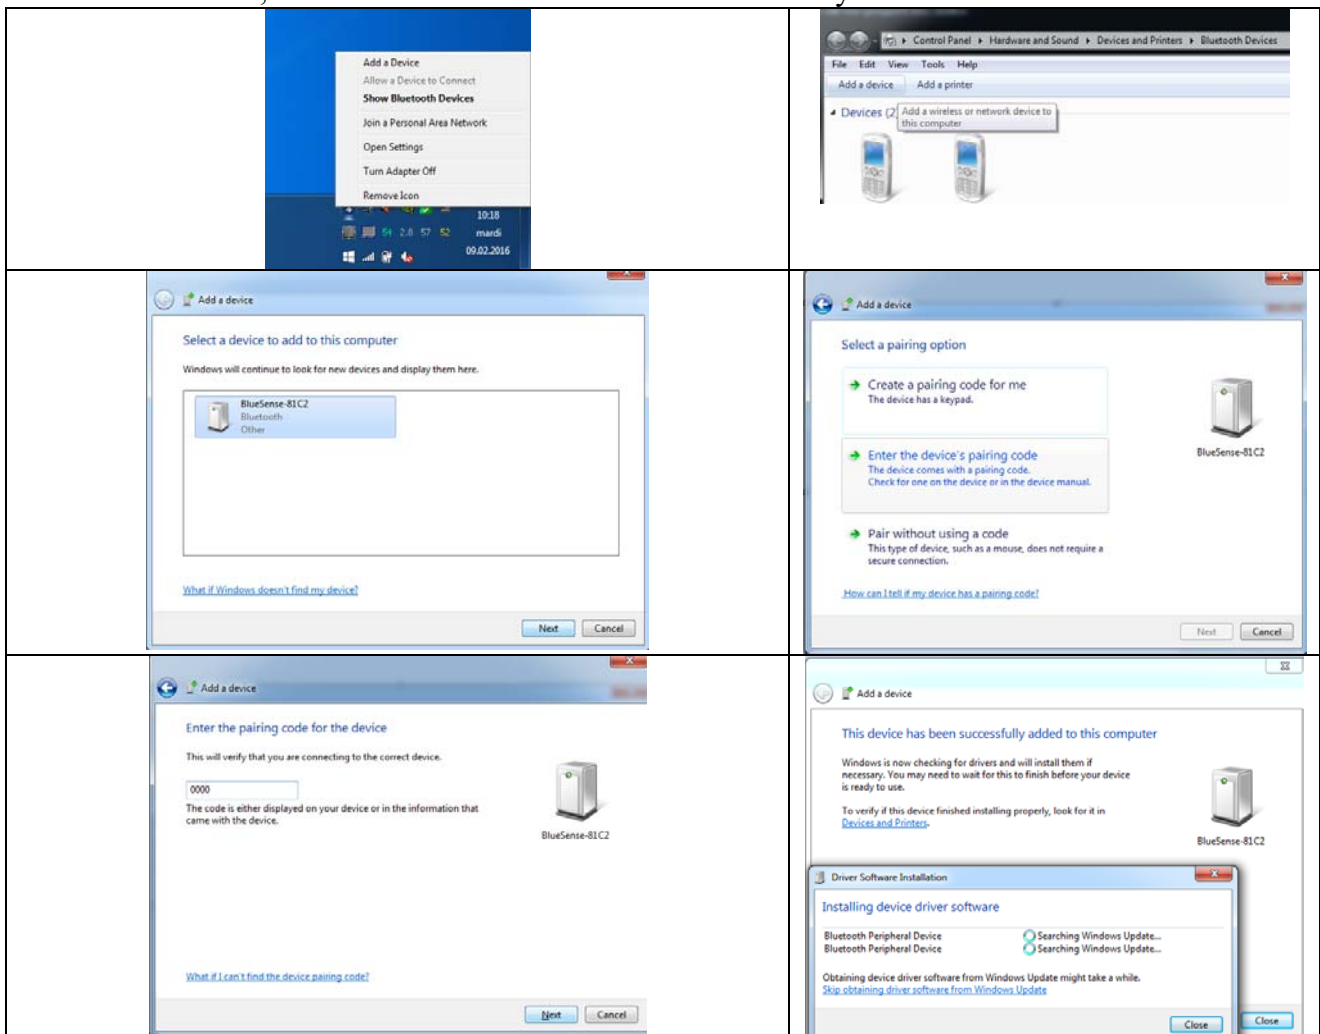 Add a Device
Allow a Device to Connect
Show Bluetooth Devices
Join a Personal Area Network
Open Settings
Turn Adapter Off
Remove Icon
54 2.0 57 52
10:18
mardi
09.02.2016
Control Panel Hardware and Sound Devices and Printers Bluetooth Devices
File Edit View Tools Help
Add a device Add a printer
Devices (2
Add a wireless or network device to
this computer
Add a device
Select a device to add to this computer
Windows will continue to look for new devices and display them here.
BlueSense-81C2
Bluetooth
Other
What if Windows doesn't find my device?
Next Cancel
Add a device
Select a pairing option
Create a pairing code for me
The device has a keypad.
Enter the device's pairing code
The device comes with a pairing code.
Check for one on the device or in the device manual.
Pair without using a code
This type of device, such as a mouse, does not require a
secure connection.
How can I tell if my device has a pairing code?
BlueSense-81C2
Next Cancel
Add a device
Enter the pairing code for the device
This will verify that you are connecting to the correct device.
0000
The code is either displayed on your device or in the information that
came with the device.
BlueSense-81C2
What if I can't find the device pairing code?
Next Cancel
Add a device
This device has been successfully added to this computer
Windows is now checking for drivers and will install them if
necessary. You may need to wait for this to finish before your device
is ready to use.
To verify if this device finished installing properly, look for it in
Devices and Printers.
BlueSense-81C2
Driver Software Installation
Installing device driver software
Bluetooth Peripheral Device Searching Windows Update...
Bluetooth Peripheral Device Searching Windows Update...
Obtaining device driver software from Windows Update might take a while.
Skip obtaining driver software from Windows Update
Close
Close